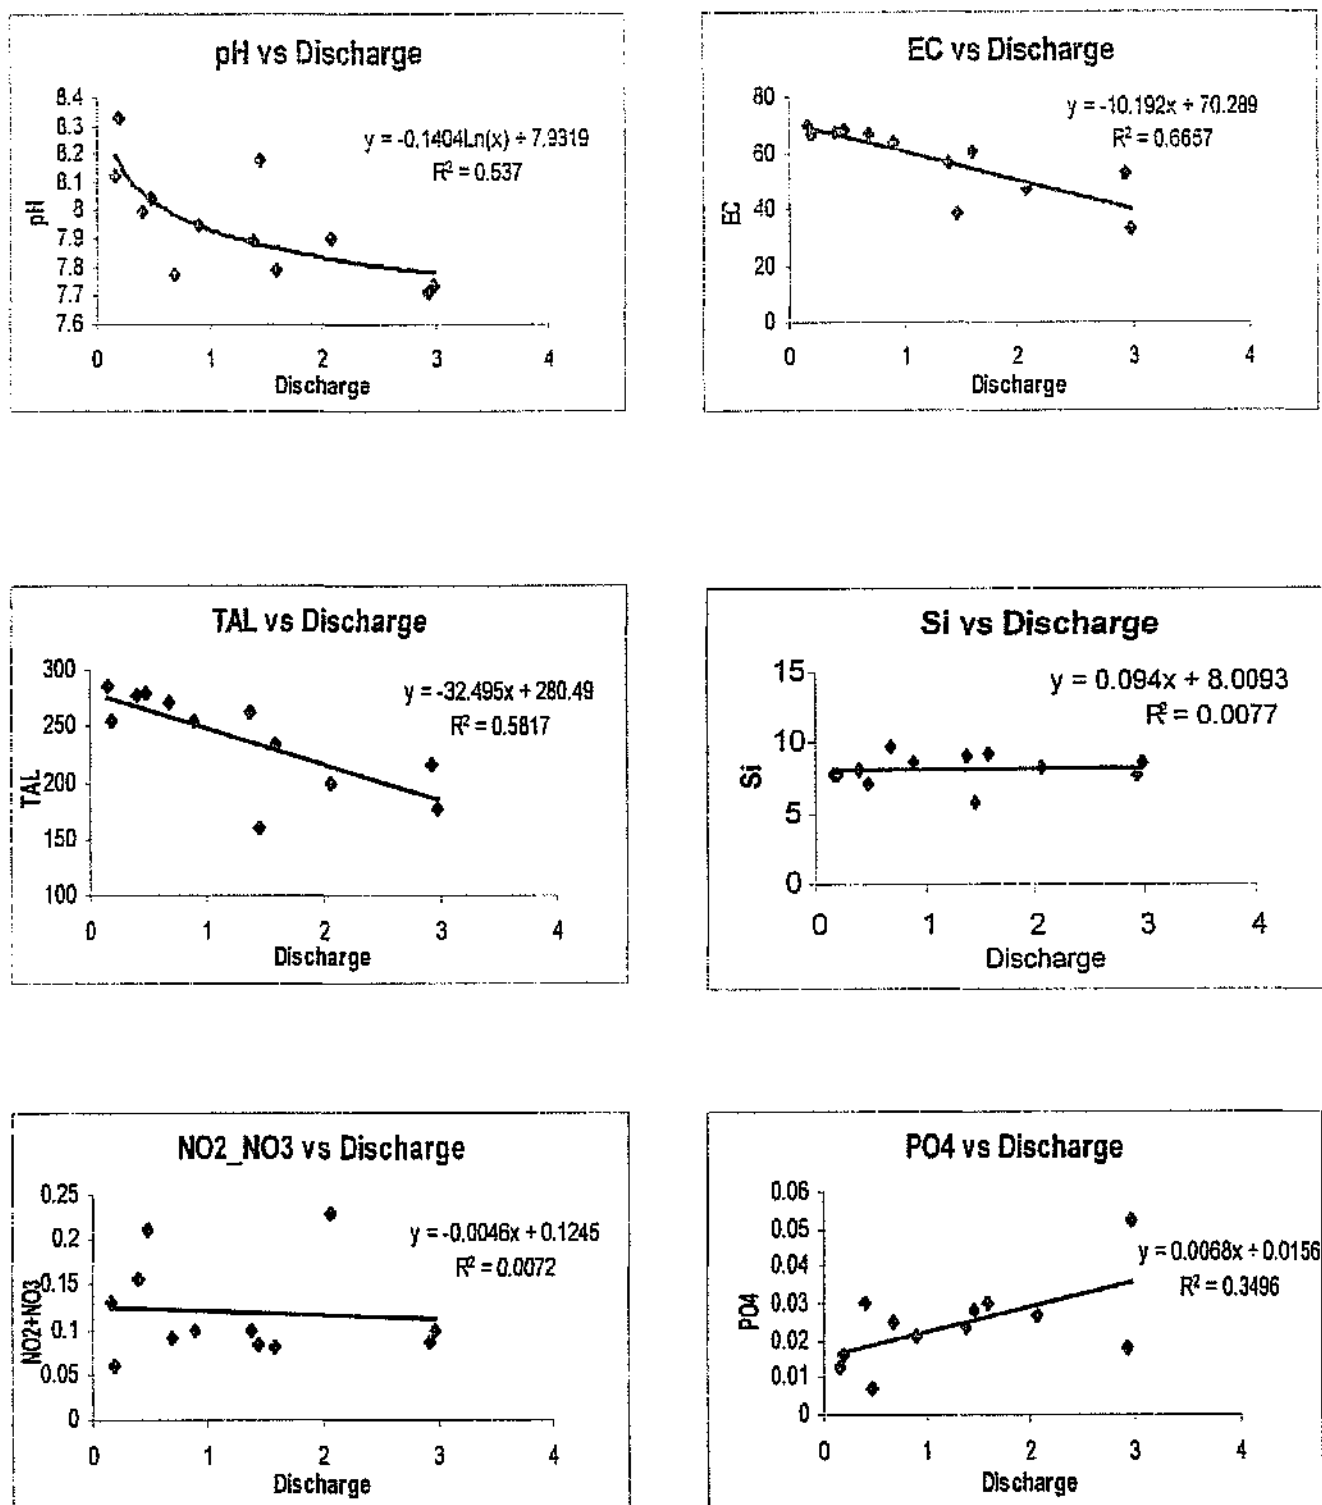 pH vs Discharge
y = -0.1404Ln(x) + 7.9319
R² = 0.537
8.4
8.3
8.2
8.1
8
7.9
7.8
7.7
7.6
pH
0 1 2 3 4
Discharge
EC vs Discharge
y = -10.192x + 70.289
R² = 0.6657
80
60
40
20
0
EC
0 1 2 3 4
Discharge
TAL vs Discharge
y = -32.495x + 280.49
R² = 0.5817
300
250
200
150
100
TAL
0 1 2 3 4
Discharge
Si vs Discharge
y = 0.094x + 8.0093
R² = 0.0077
15
10
5
0
Si
0 1 2 3 4
Discharge
NO2_NO3 vs Discharge
y = -0.0046x + 0.1245
R² = 0.0072
0.25
0.2
0.15
0.1
0.05
0
NO2+NO3
0 1 2 3 4
Discharge
PO4 vs Discharge
y = 0.0068x + 0.0156
R² = 0.3496
0.06
0.05
0.04
0.03
0.02
0.01
0
PO4
0 1 2 3 4
Discharge